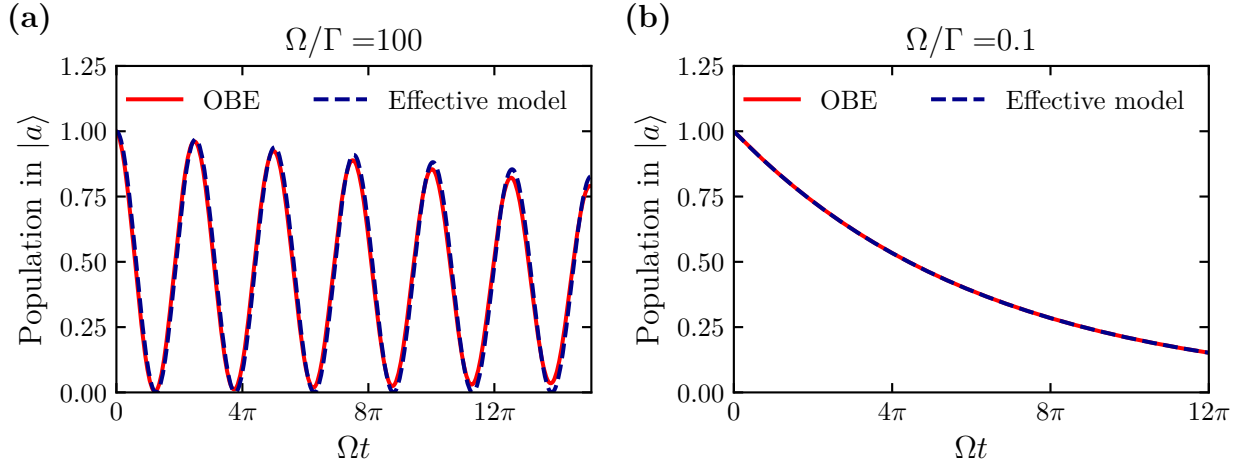 (a)
Ω/Γ =100
1.25
1.00
0.75
0.50
0.25
0.00
Population in |a⟩
OBE
Effective model
0
4π
8π
12π
Ωt
(b)
Ω/Γ =0.1
1.25
1.00
0.75
0.50
0.25
0.00
Population in |a⟩
OBE
Effective model
0
4π
8π
12π
Ωt